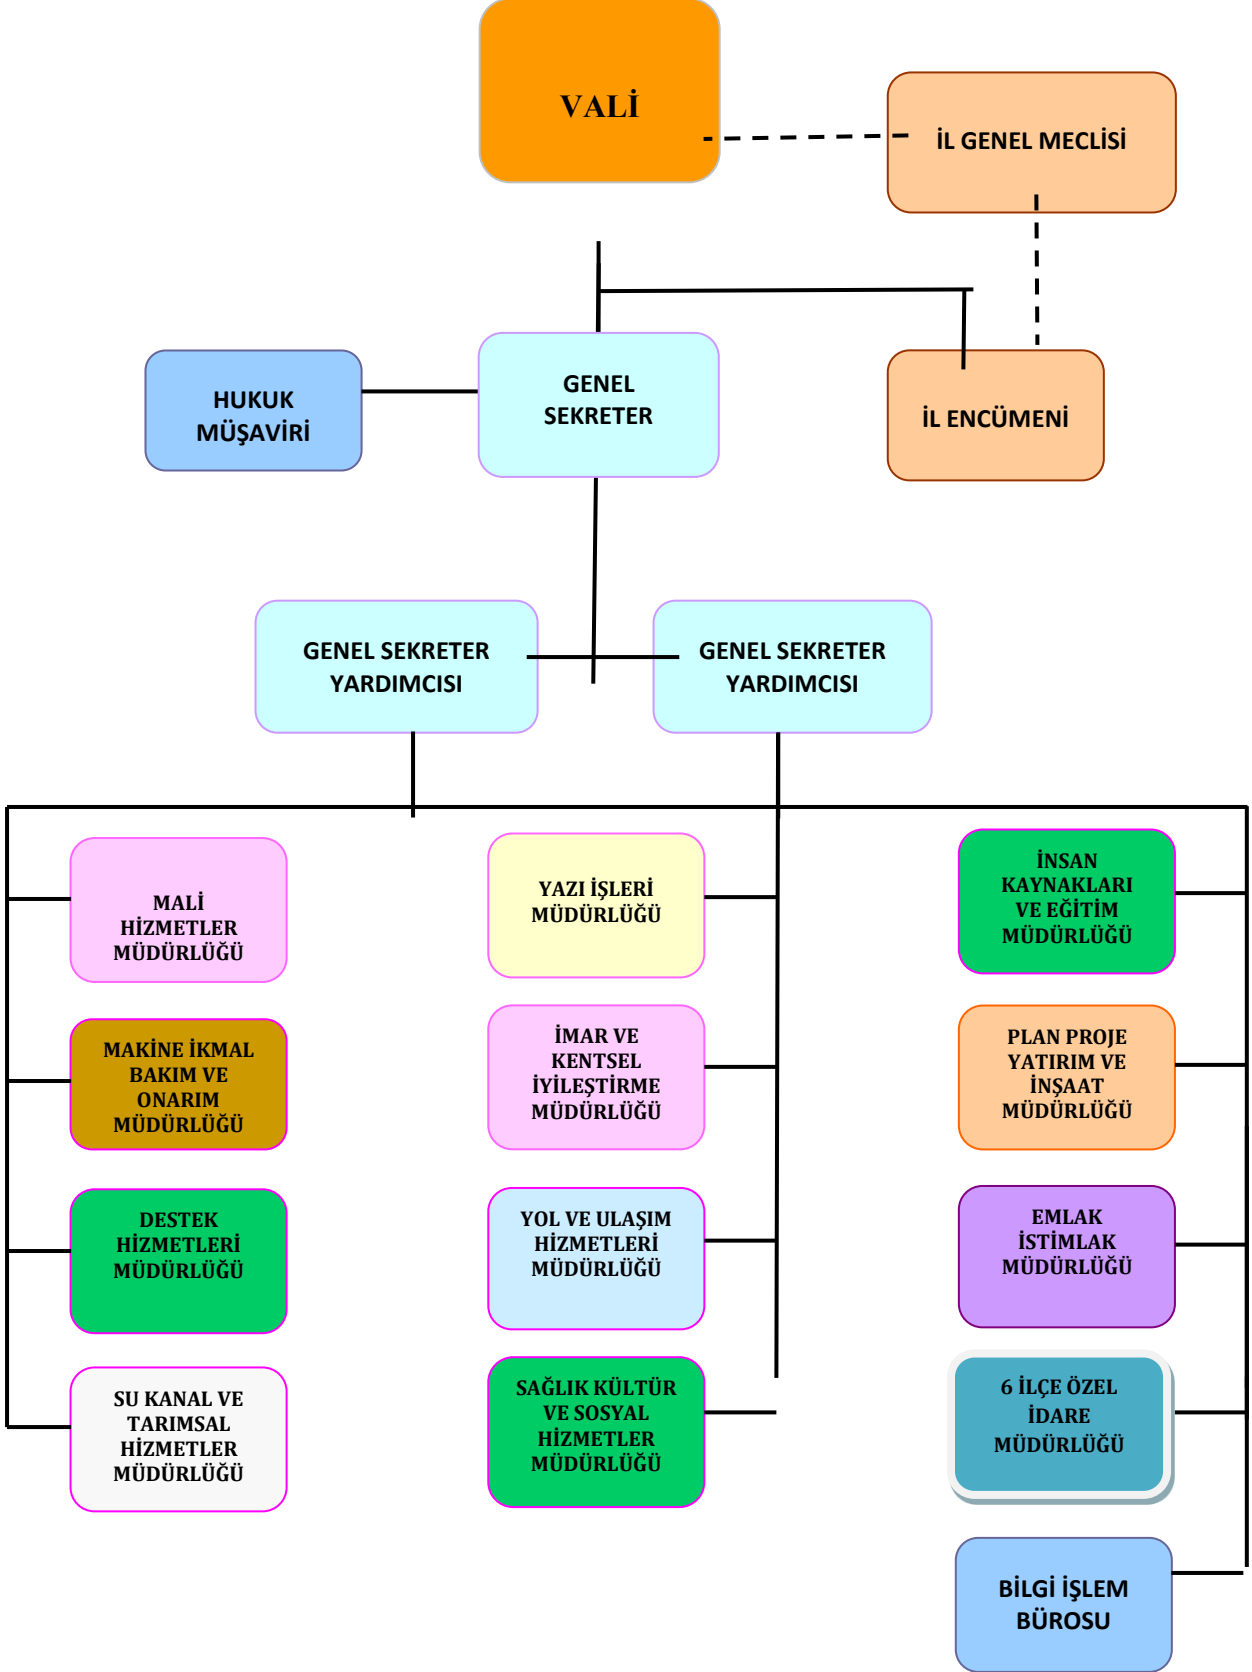 VALİ
İL GENEL MECLİSİ
HUKUK
MÜŞAVİRİ
GENEL
SEKRETER
İL ENCÜMENİ
GENEL SEKRETER
YARDIMCISI
GENEL SEKRETER
YARDIMCISI
MALİ
HİZMETLER
MÜDÜRLÜĞÜ
YAZI İŞLERİ
MÜDÜRLÜĞÜ
İNSAN
KAYNAKLARI
VE EĞİTİM
MÜDÜRLÜĞÜ
MAKİNE İKMAL
BAKIM VE
ONARIM
MÜDÜRLÜĞÜ
İMAR VE
KENTSEL
İYİLEŞTİRME
MÜDÜRLÜĞÜ
PLAN PROJE
YATIRIM VE
İNŞAAT
MÜDÜRLÜĞÜ
DESTEK
HİZMETLERİ
MÜDÜRLÜĞÜ
YOL VE ULAŞIM
HİZMETLERİ
MÜDÜRLÜĞÜ
EMLAK
İSTİMLAK
MÜDÜRLÜĞÜ
SU KANAL VE
TARIMSAL
HİZMETLER
MÜDÜRLÜĞÜ
SAĞLIK KÜLTÜR
VE SOSYAL
HİZMETLER
MÜDÜRLÜĞÜ
6 İLÇE ÖZEL
İDARE
MÜDÜRLÜĞÜ
BİLGİ İŞLEM
BÜROSU